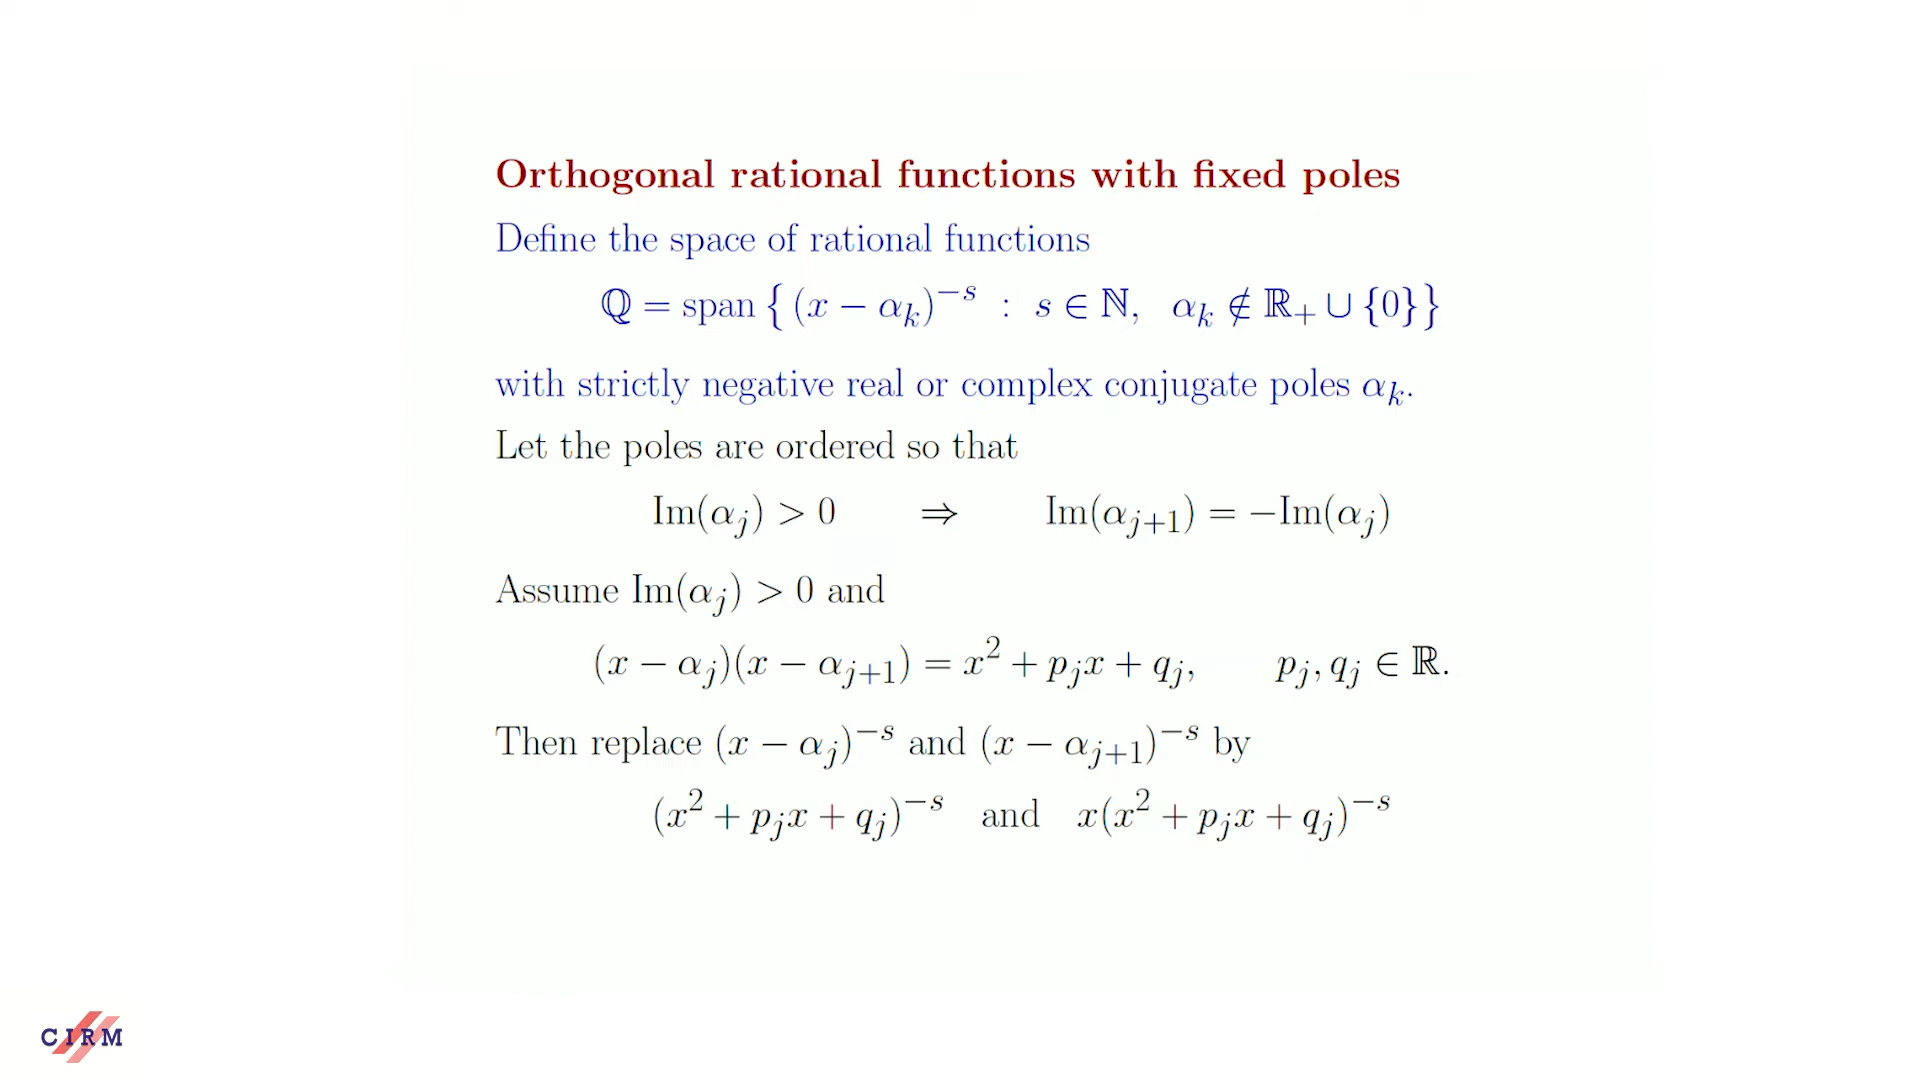 Orthogonal rational functions with fixed poles
Define the space of rational functions
ℚ = span { (x − α_k)^{−s} : s ∈ ℕ, α_k ∉ ℝ_+ ∪ {0} }
with strictly negative real or complex conjugate poles α_k.
Let the poles are ordered so that
Im(α_j) > 0 ⇒ Im(α_{j+1}) = −Im(α_j)
Assume Im(α_j) > 0 and
(x − α_j)(x − α_{j+1}) = x^2 + p_j x + q_j, p_j, q_j ∈ ℝ.
Then replace (x − α_j)^{−s} and (x − α_{j+1})^{−s} by
(x^2 + p_j x + q_j)^{−s} and x(x^2 + p_j x + q_j)^{−s}
CIRM